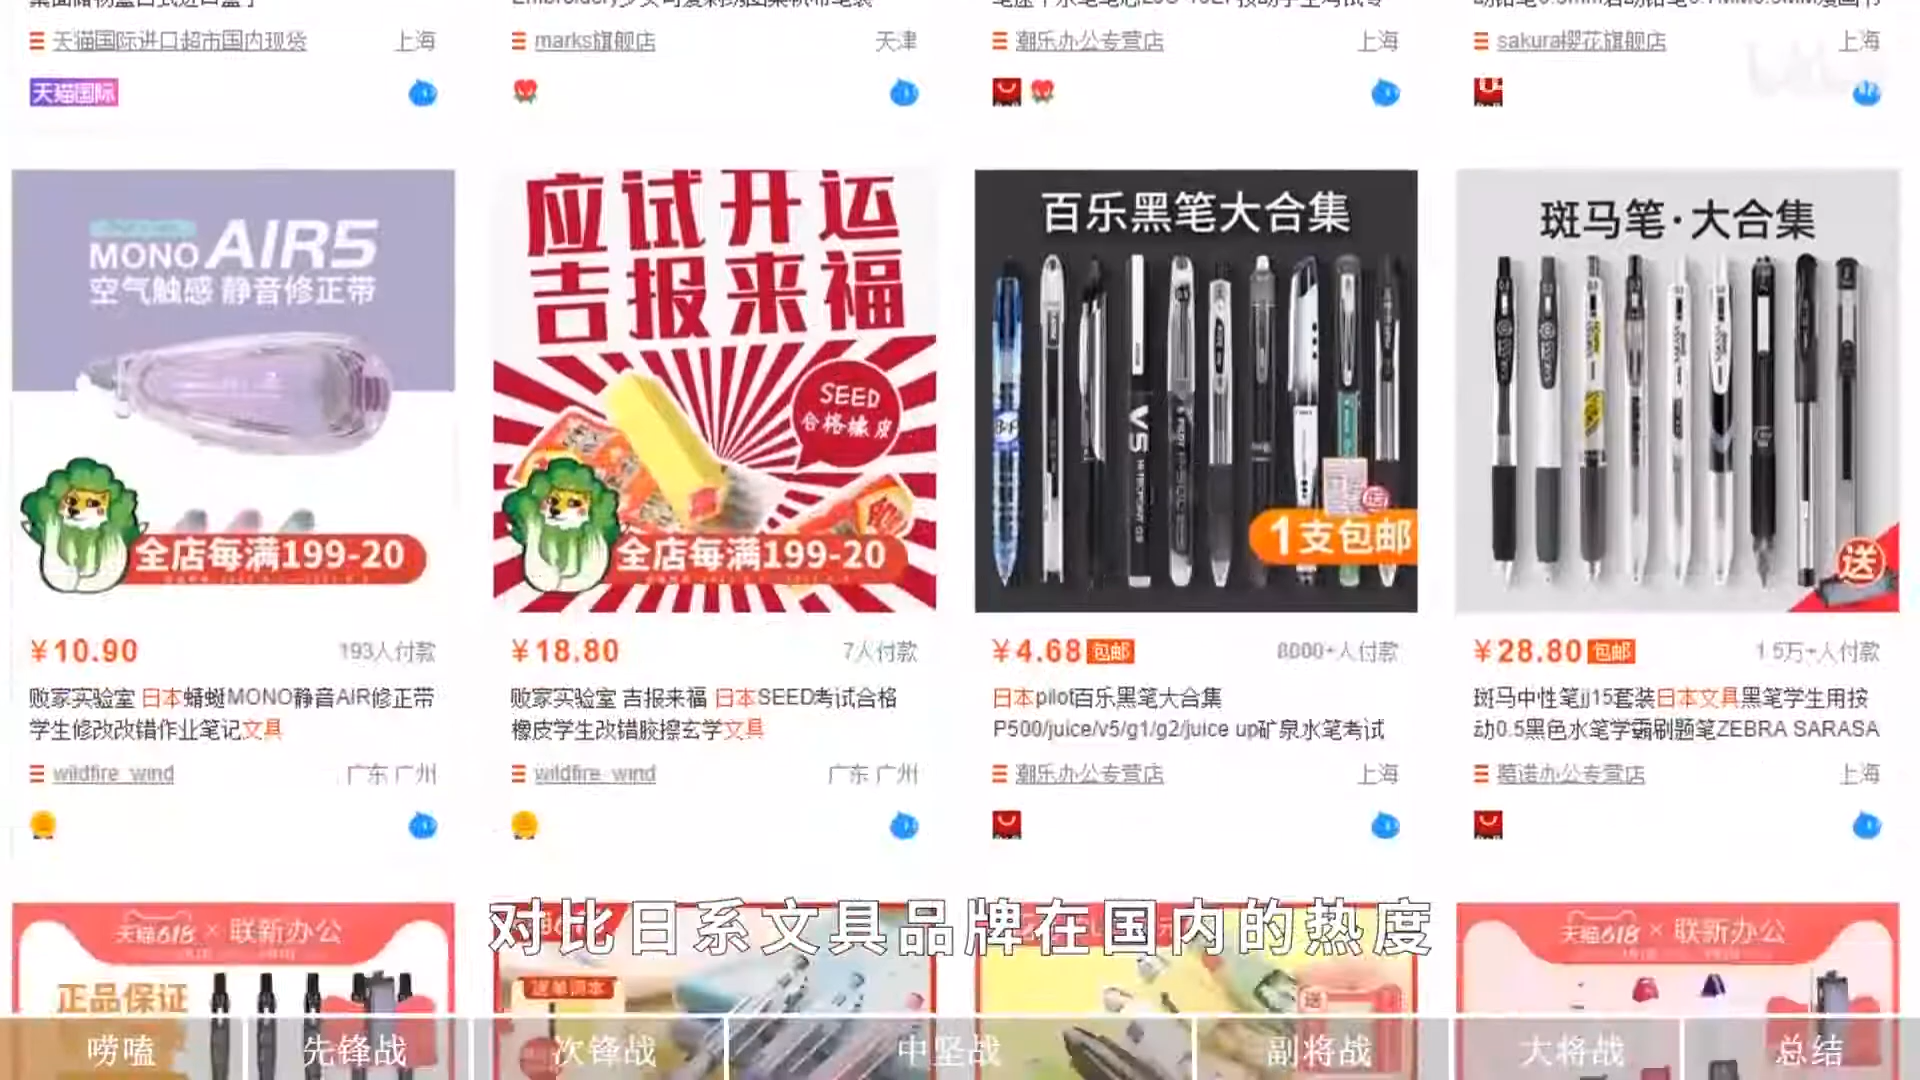 天猫国际进口超市国内现货 上海
marks旗舰店 天津
潮乐办公专营店 上海
sakura樱花旗舰店 上海
天猫国际
MONO AIR5
空气触感 静音修正带
全店每满199-20
应试开运
吉报来福
SEED
合格橡皮
全店每满199-20
百乐黑笔大合集
V5
送
1支包邮
斑马笔·大合集
送
¥10.90 193人付款
败家实验室 日本蜻蜓MONO静音AIR修正带
学生修改改错作业笔记文具
wildfire_wind 广东 广州
¥18.80 7人付款
败家实验室 吉报来福 日本SEED考试合格
橡皮学生改错胶擦玄学文具
wildfire_wind 广东 广州
¥4.68 包邮 8000+人付款
日本pilot百乐黑笔大合集
P500/juice/v5/g1/g2/juice up矿泉水笔考试
潮乐办公专营店 上海
¥28.80 包邮 1.5万+人付款
斑马中性笔jj15套装日本文具黑笔学生用按
动0.5黑色水笔学霸刷题笔ZEBRA SARASA
酷诺办公专营店 上海
天猫618 × 联新办公
正品保证
送
天猫618 × 联新办公
对比日系文具品牌在国内的热度
唠嗑 先锋战 次锋战 中坚战 副将战 大将战 总结